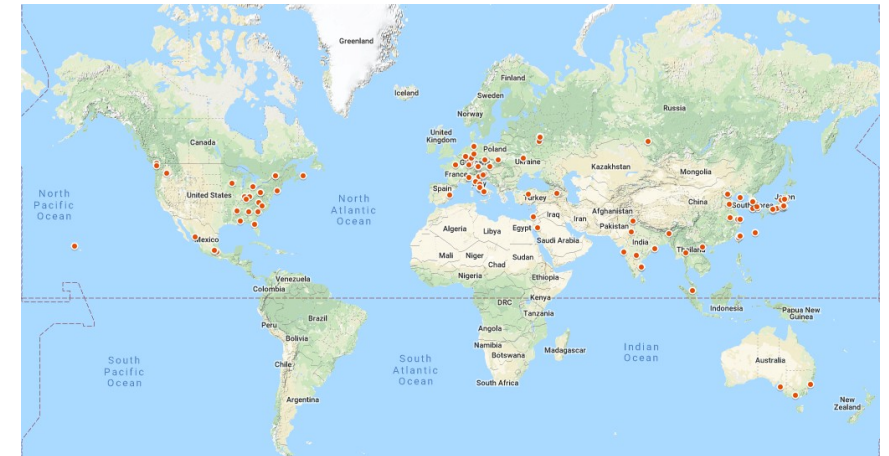 Greenland
Iceland
Finland
Sweden
Norway
Russia
Canada
United
Kingdom
Poland
Ukraine
France
Kazakhstan
Mongolia
North
Pacific
Ocean
United States
North
Atlantic
Ocean
Spain
Turkey
China
Japan
Afghanistan
Iraq
Iran
Pakistan
Mexico
Algeria
Libya
Egypt
Saudi Arabia
India
Thailand
Mali
Niger
Chad
Sudan
Nigeria
Ethiopia
Venezuela
Colombia
DRC
Kenya
Tanzania
Indonesia
Papua New
Guinea
Brazil
Peru
Bolivia
Angola
Namibia
Botswana
Madagascar
Indian
Ocean
South
Pacific
Ocean
Chile
South
Atlantic
Ocean
South Africa
Australia
Argentina
New
Zealand